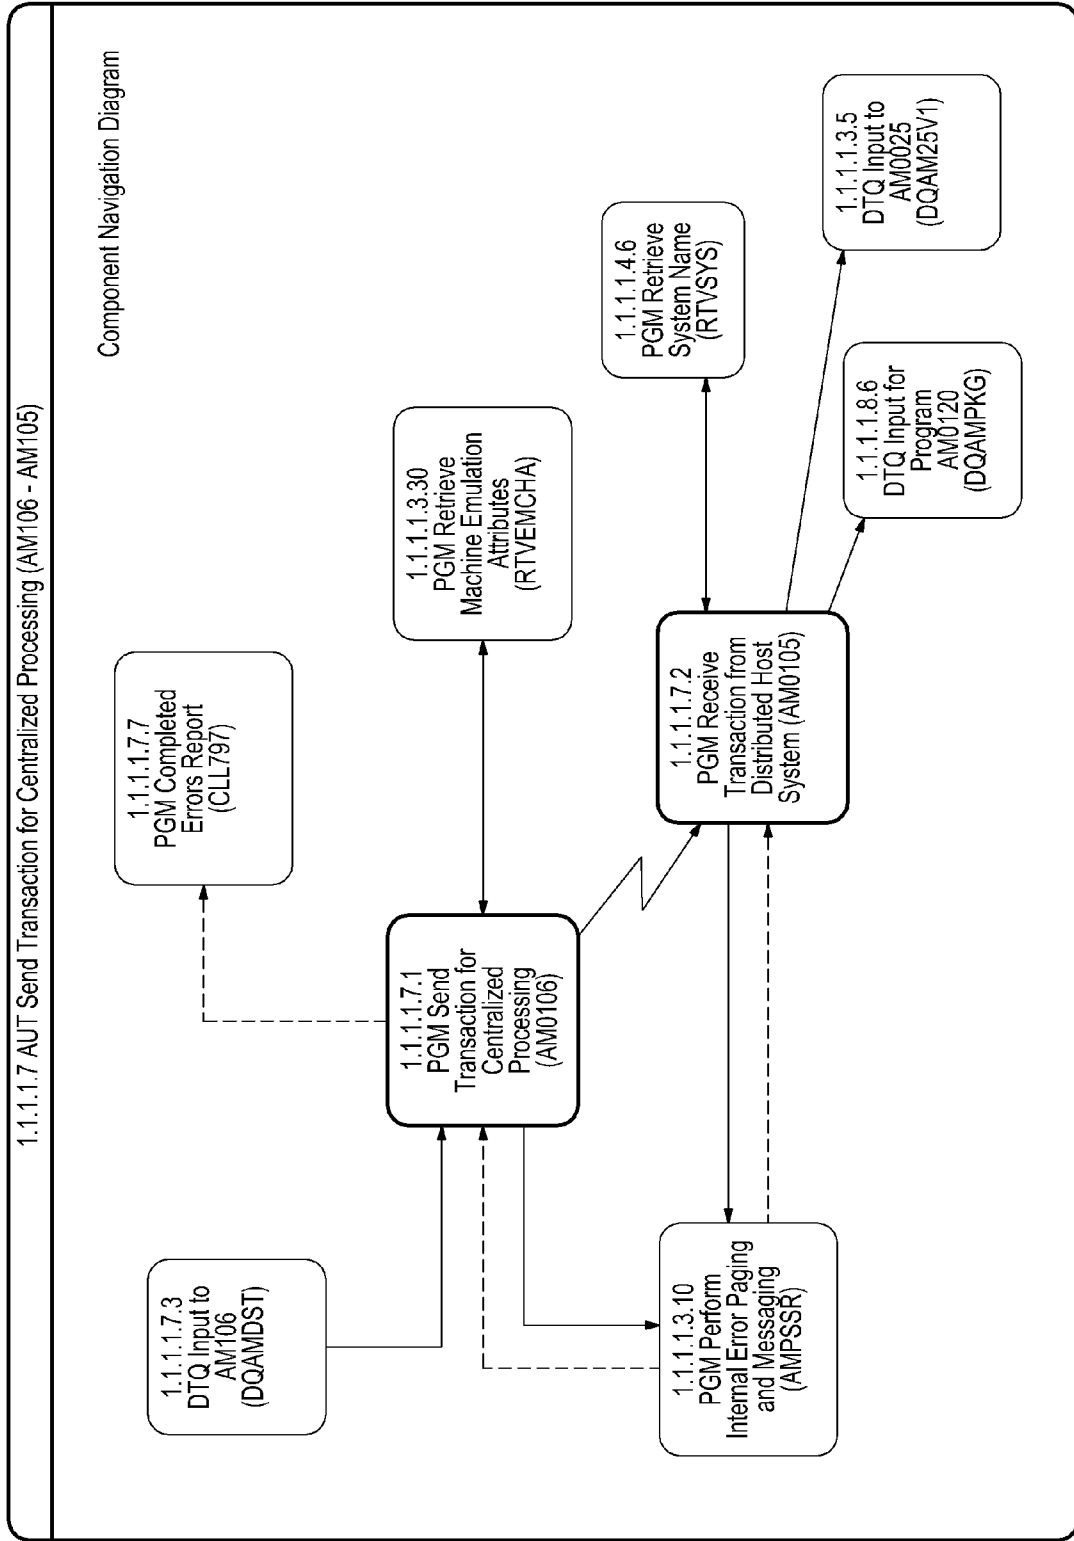 1.1.1.1.7 AUT Send Transaction for Centralized Processing (AM106 - AM105)
Component Navigation Diagram
1.1.1.1.7.3
DTQ Input to
AM106
(DQAMDST)
1.1.1.1.7.7
PGM Completed
Errors Report
(CLL797)
1.1.1.1.7.1
PGM Send
Transaction for
Centralized
Processing
(AM0106)
1.1.1.1.3.30
PGM Retrieve
Machine Emulation
Attributes
(RTVEMCHA)
1.1.1.1.3.10
PGM Perform
Internal Error Paging
and Messaging
(AMPSSR)
1.1.1.1.7.2
PGM Receive
Transaction from
Distributed Host
System (AM0105)
1.1.1.1.4.6
PGM Retrieve
System Name
(RTVSYS)
1.1.1.1.8.6
DTQ Input for
Program
AM0120
(DQAMPKG)
1.1.1.1.3.5
DTQ Input to
AM0025
(DQAM25V1)